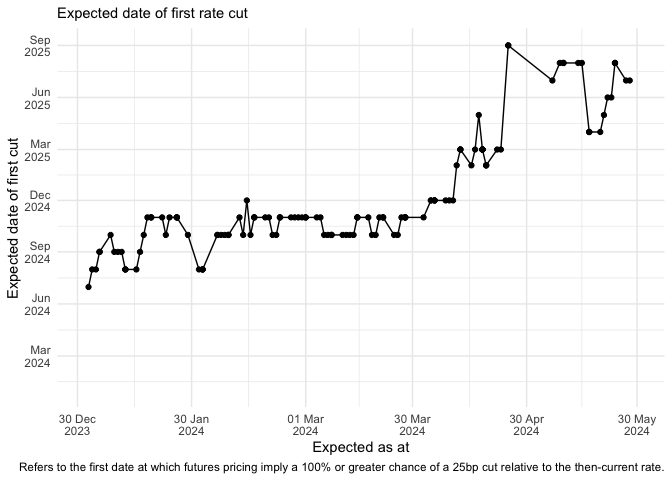 Expected date of first rate cut
Expected date of first cut
Sep
2025
Jun
2025
Mar
2025
Dec
2024
Sep
2024
Jun
2024
Mar
2024
30 Dec
2023
30 Jan
2024
01 Mar
2024
30 Mar
2024
30 Apr
2024
30 May
2024
Expected as at
Refers to the first date at which futures pricing imply a 100% or greater chance of a 25bp cut relative to the then-current rate.